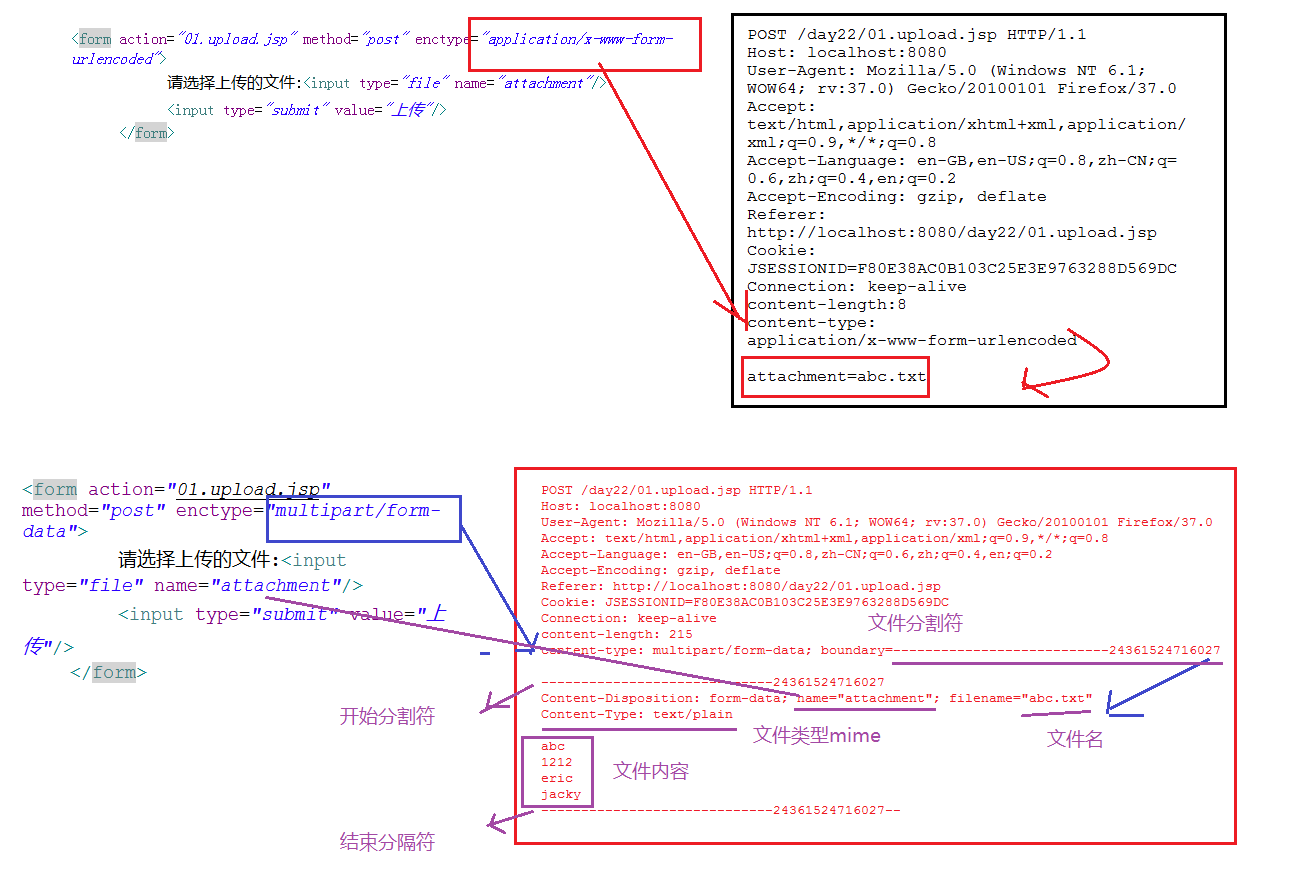 <form action="01.upload.jsp" method="post" enctype="application/x-www-form-
urlencoded">
请选择上传的文件:<input type="file" name="attachment"/>
<input type="submit" value="上传"/>
</form>
POST /day22/01.upload.jsp HTTP/1.1
Host: localhost:8080
User-Agent: Mozilla/5.0 (Windows NT 6.1;
WOW64; rv:37.0) Gecko/20100101 Firefox/37.0
Accept:
text/html,application/xhtml+xml,application/
xml;q=0.9,*/*;q=0.8
Accept-Language: en-GB,en-US;q=0.8,zh-CN;q=
0.6,zh;q=0.4,en;q=0.2
Accept-Encoding: gzip, deflate
Referer:
http://localhost:8080/day22/01.upload.jsp
Cookie:
JSESSIONID=F80E38AC0B103C25E3E9763288D569DC
Connection: keep-alive
content-length:8
content-type:
application/x-www-form-urlencoded
attachment=abc.txt
<form action="01.upload.jsp"
method="post" enctype="multipart/form-
data">
请选择上传的文件:<input
type="file" name="attachment"/>
<input type="submit" value="上
传"/>
</form>
POST /day22/01.upload.jsp HTTP/1.1
Host: localhost:8080
User-Agent: Mozilla/5.0 (Windows NT 6.1; WOW64; rv:37.0) Gecko/20100101 Firefox/37.0
Accept: text/html,application/xhtml+xml,application/xml;q=0.9,*/*;q=0.8
Accept-Language: en-GB,en-US;q=0.8,zh-CN;q=0.6,zh;q=0.4,en;q=0.2
Accept-Encoding: gzip, deflate
Referer: http://localhost:8080/day22/01.upload.jsp
Cookie: JSESSIONID=F80E38AC0B103C25E3E9763288D569DC
Connection: keep-alive
文件分割符
content-length: 215
content-type: multipart/form-data; boundary=---------------------------24361524716027
-----------------------------24361524716027
Content-Disposition: form-data; name="attachment"; filename="abc.txt"
Content-Type: text/plain
开始分割符
文件类型mime
文件名
abc
1212
eric
jacky
文件内容
-----------------------------24361524716027--
结束分隔符